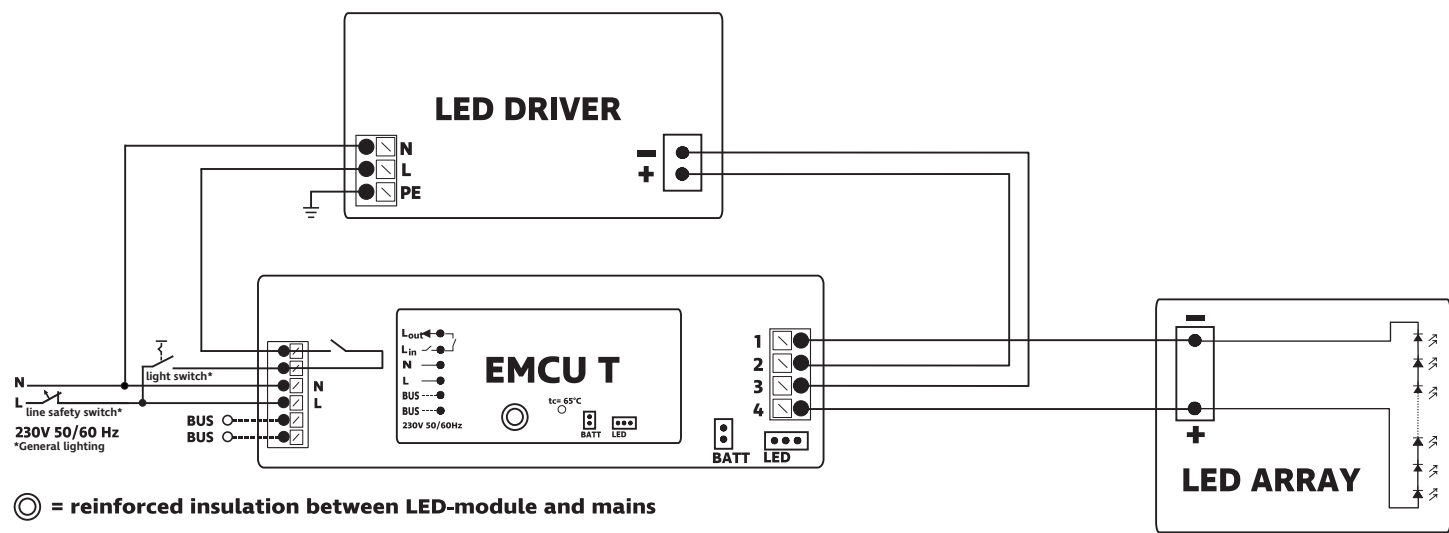 LED DRIVER
N
L
PE
−
+
Lout
Lin
N
L
BUS
BUS
230V 50/60Hz
EMCU T
tc= 65°C
BATT
LED
1
2
3
4
BATT
LED
light switch*
N
L
line safety switch*
230V 50/60 Hz
*General lighting
N
L
BUS
BUS
−
+
LED ARRAY
= reinforced insulation between LED-module and mains